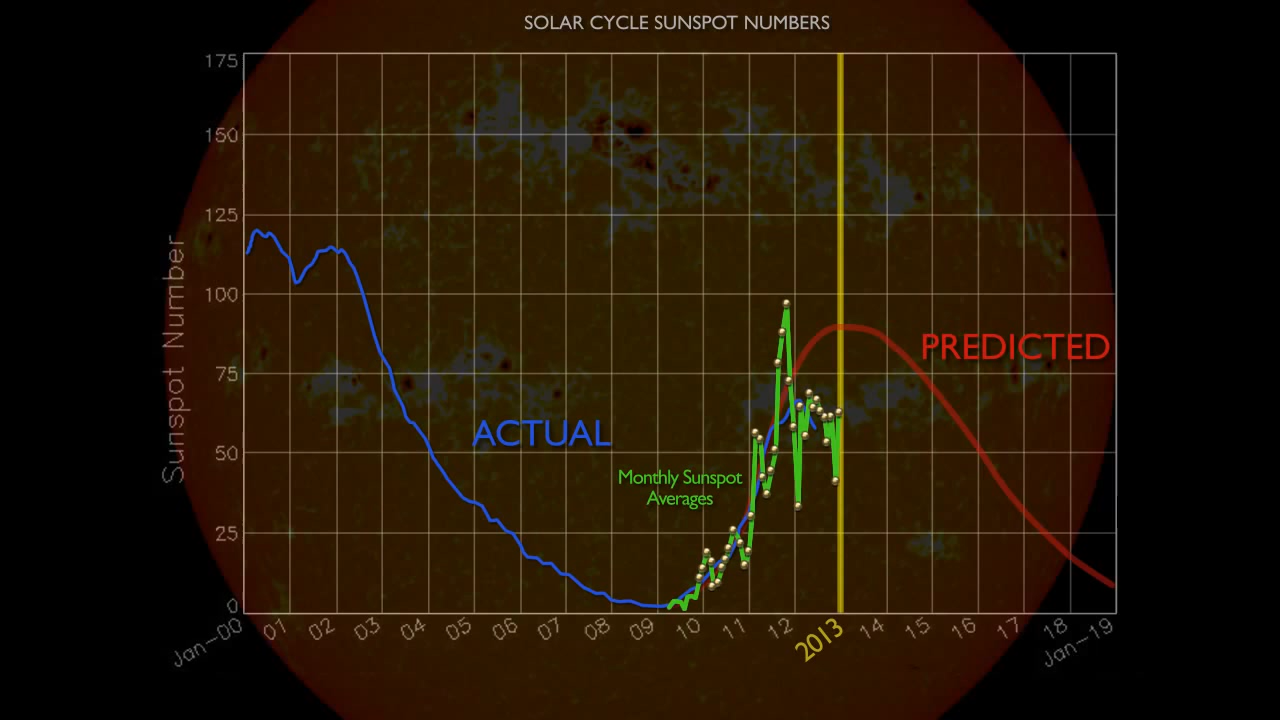 SOLAR CYCLE SUNSPOT NUMBERS
175
150
125
100
75
50
25
0
Sunspot Number
ACTUAL
PREDICTED
Monthly Sunspot
Averages
Jan-00 01 02 03 04 05 06 07 08 09 10 11 12 2013 14 15 16 17 18 Jan-19